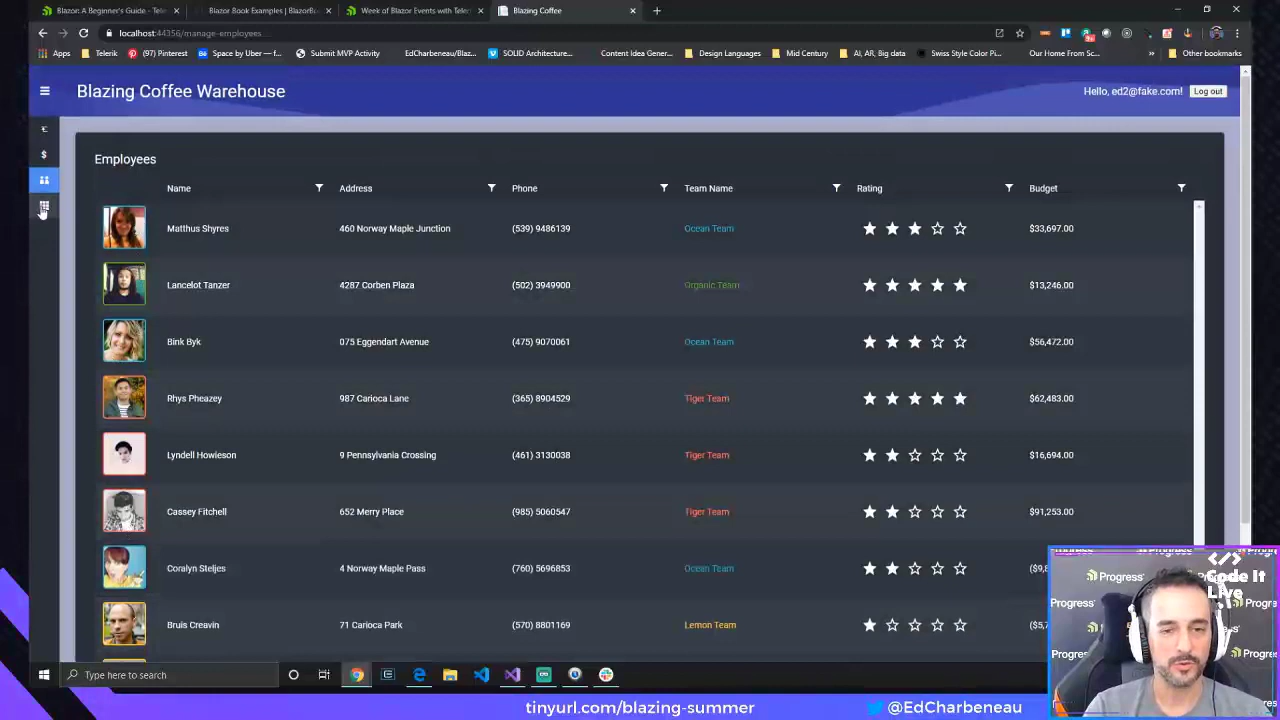 Blazor: A Beginner's Guide - Tele
Blazor Book Examples | BlazorBo
Week of Blazor Events with Telerik
Blazing Coffee
localhost:44356/manage-employees
Apps
Telerik
(97) Pinterest
Space by Uber — f...
Submit MVP Activity
EdCharbeneau/Blaz...
SOLID Architecture...
Content Idea Gener...
Design Languages
Mid Century
AI, AR, Big data
Swiss Style Color Pi...
Our Home From Sc...
»
Other bookmarks
Blazing Coffee Warehouse
Hello, ed2@fake.com!
Log out
Employees
Name
Address
Phone
Team Name
Rating
Budget
Matthus Shyres
460 Norway Maple Junction
(539) 9486139
Ocean Team
$33,697.00
Lancelot Tanzer
4287 Corben Plaza
(502) 3949900
Organic Team
$13,246.00
Bink Byk
075 Eggendart Avenue
(475) 9070061
Ocean Team
$56,472.00
Rhys Pheazey
987 Carioca Lane
(365) 8904529
Tiger Team
$62,483.00
Lyndell Howieson
9 Pennsylvania Crossing
(461) 3130038
Tiger Team
$16,694.00
Cassey Fitchell
652 Merry Place
(985) 5060547
Tiger Team
$91,253.00
Coralyn Steljes
4 Norway Maple Pass
(760) 5696853
Ocean Team
($9,8
Bruis Creavin
71 Carioca Park
(570) 8801169
Lemon Team
($5,7
Progress
Code It
Live
Type here to search
tinyurl.com/blazing-summer
@EdCharbeneau